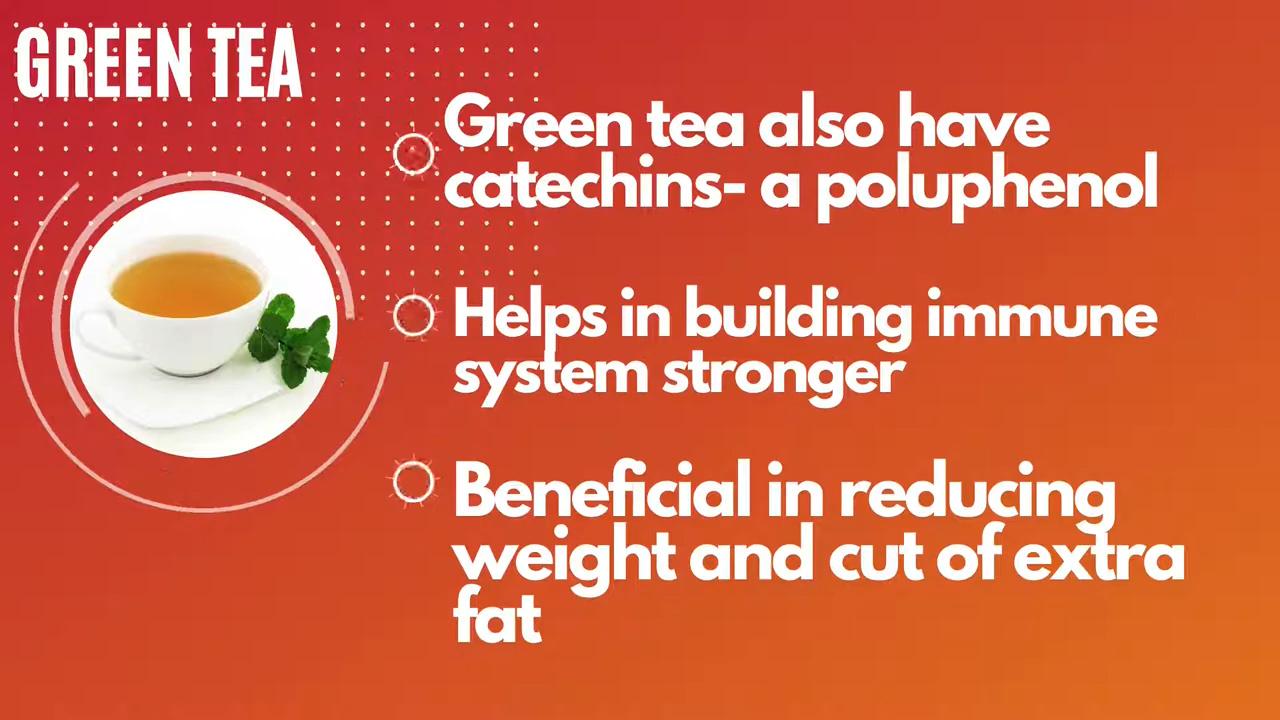 GREEN TEA
Green tea also have
catechins- a poluphenol
Helps in building immune
system stronger
Beneficial in reducing
weight and cut of extra
fat